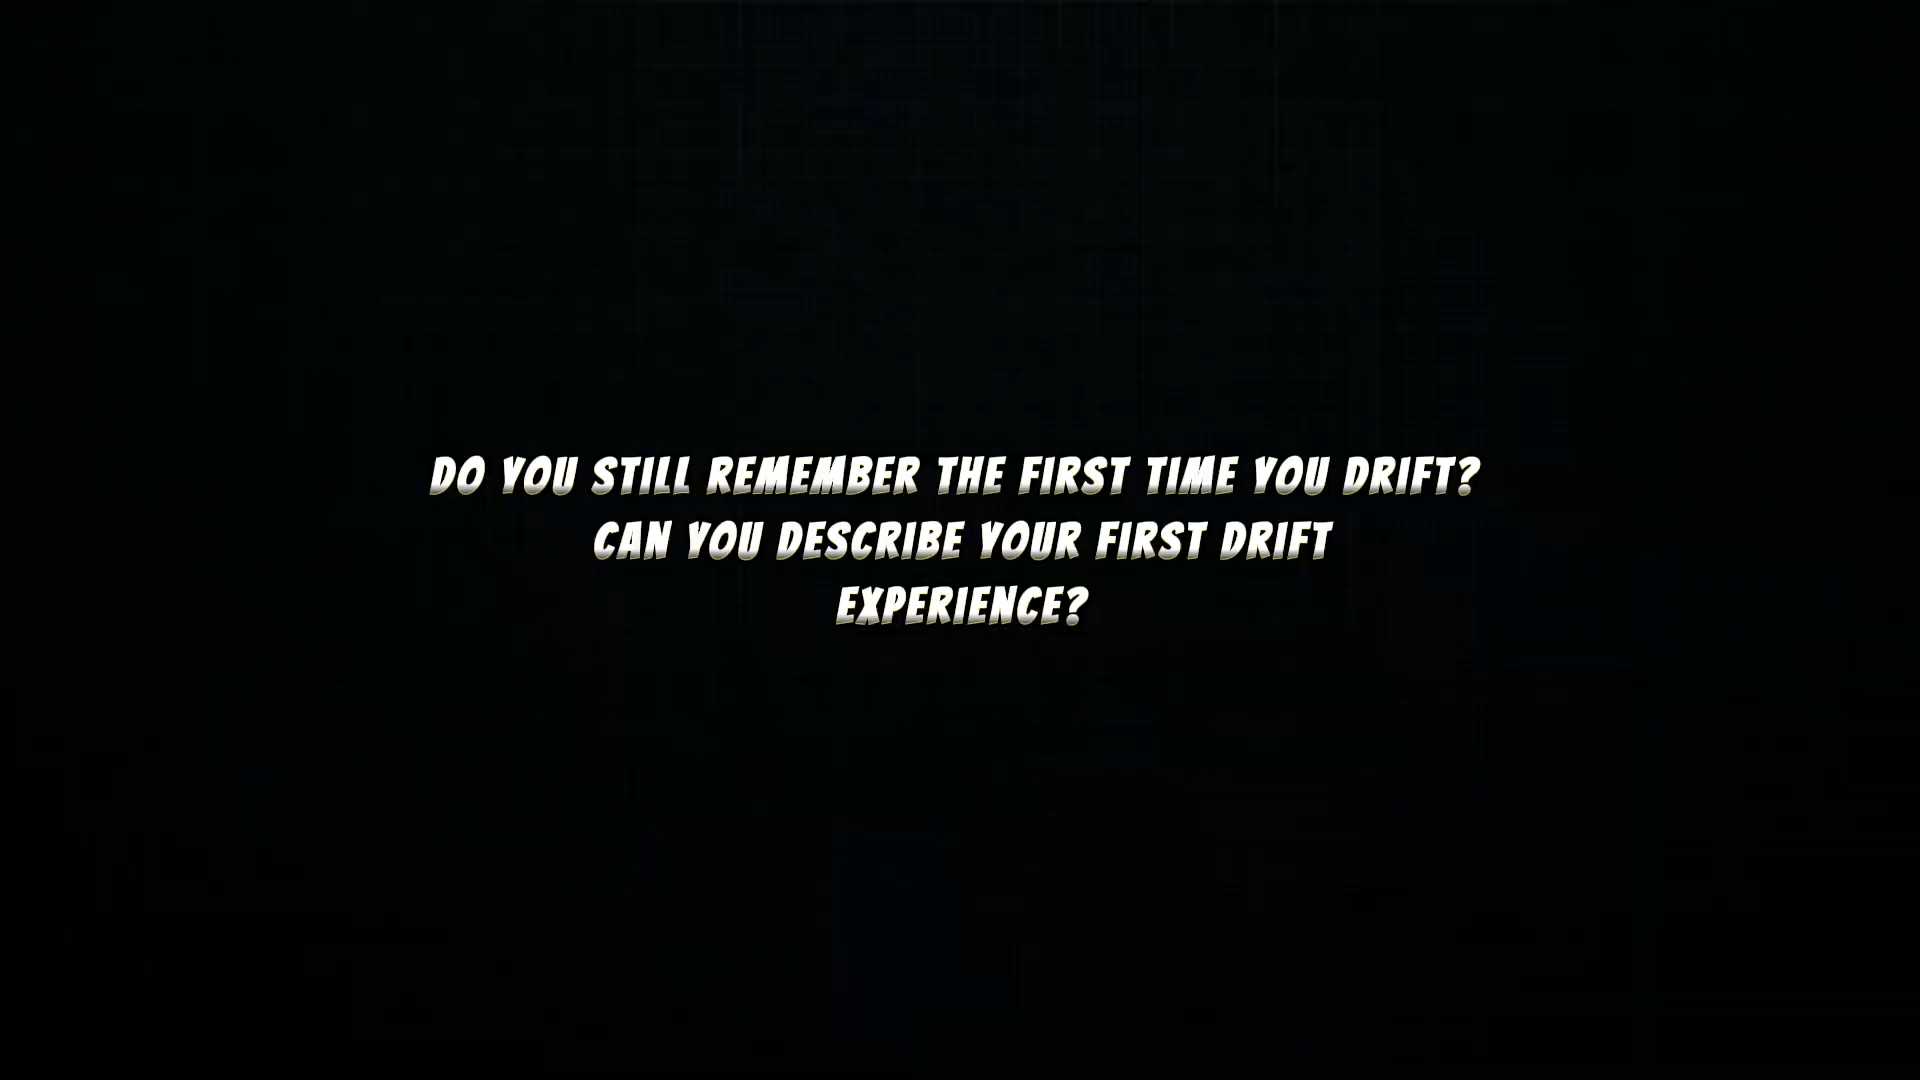 DO YOU STILL REMEMBER THE FIRST TIME YOU DRIFT?
CAN YOU DESCRIBE YOUR FIRST DRIFT
EXPERIENCE?